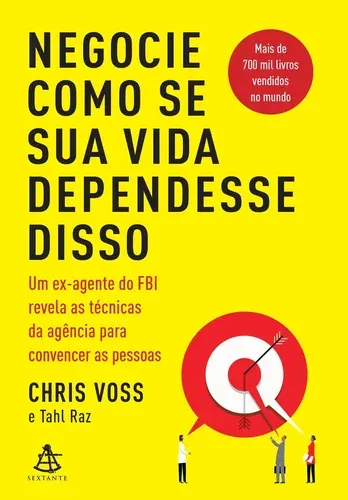 NEGOCIE
COMO SE
SUA VIDA
DEPENDESSE
DISSO
Mais de
700 mil livros
vendidos
no mundo
Um ex-agente do FBI
revela as técnicas
da agência para
convencer as pessoas
CHRIS VOSS
e Tahl Raz
SEXTANTE